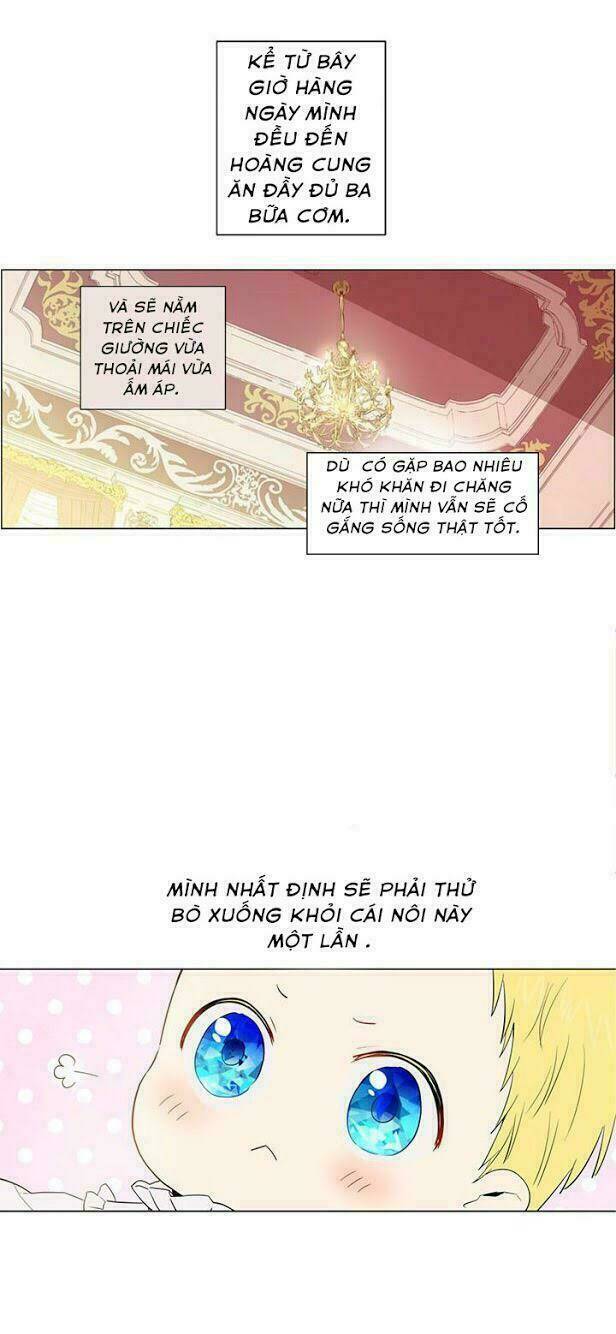 KỂ TỪ BÂY
GIỜ HÀNG
NGÀY MÌNH
ĐỀU ĐẾN
HOÀNG CUNG
ĂN ĐẦY ĐỦ BA
BỮA CƠM.
VÀ SẼ NẰM
TRÊN CHIẾC
GIƯỜNG VỪA
THOẢI MÁI VỪA
ẤM ÁP.
DÙ CÓ GẶP BAO NHIÊU
KHÓ KHĂN ĐI CHĂNG
NỮA THÌ MÌNH VẪN SẼ CỐ
GẮNG SỐNG THẬT TỐT.
MÌNH NHẤT ĐỊNH SẼ PHẢI THỬ
BÒ XUỐNG KHỎI CÁI NÔI NÀY
MỘT LẦN .